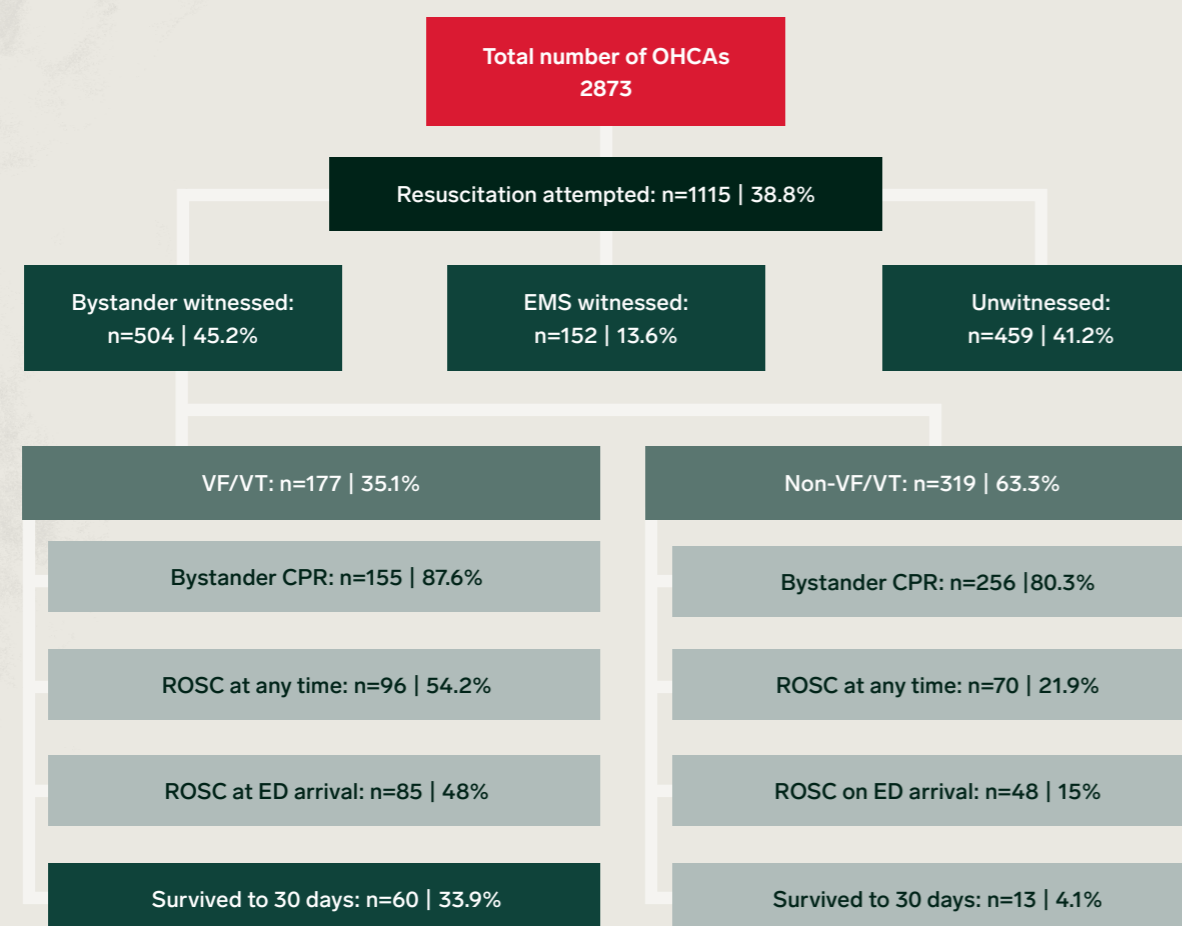 Total number of OHCAs
2873
Resuscitation attempted: n=1115 | 38.8%
Bystander witnessed:
n=504 | 45.2%
EMS witnessed:
n=152 | 13.6%
Unwitnessed:
n=459 | 41.2%
VF/VT: n=177 | 35.1%
Bystander CPR: n=155 | 87.6%
ROSC at any time: n=96 | 54.2%
ROSC at ED arrival: n=85 | 48%
Survived to 30 days: n=60 | 33.9%
Non-VF/VT: n=319 | 63.3%
Bystander CPR: n=256 |80.3%
ROSC at any time: n=70 | 21.9%
ROSC on ED arrival: n=48 | 15%
Survived to 30 days: n=13 | 4.1%